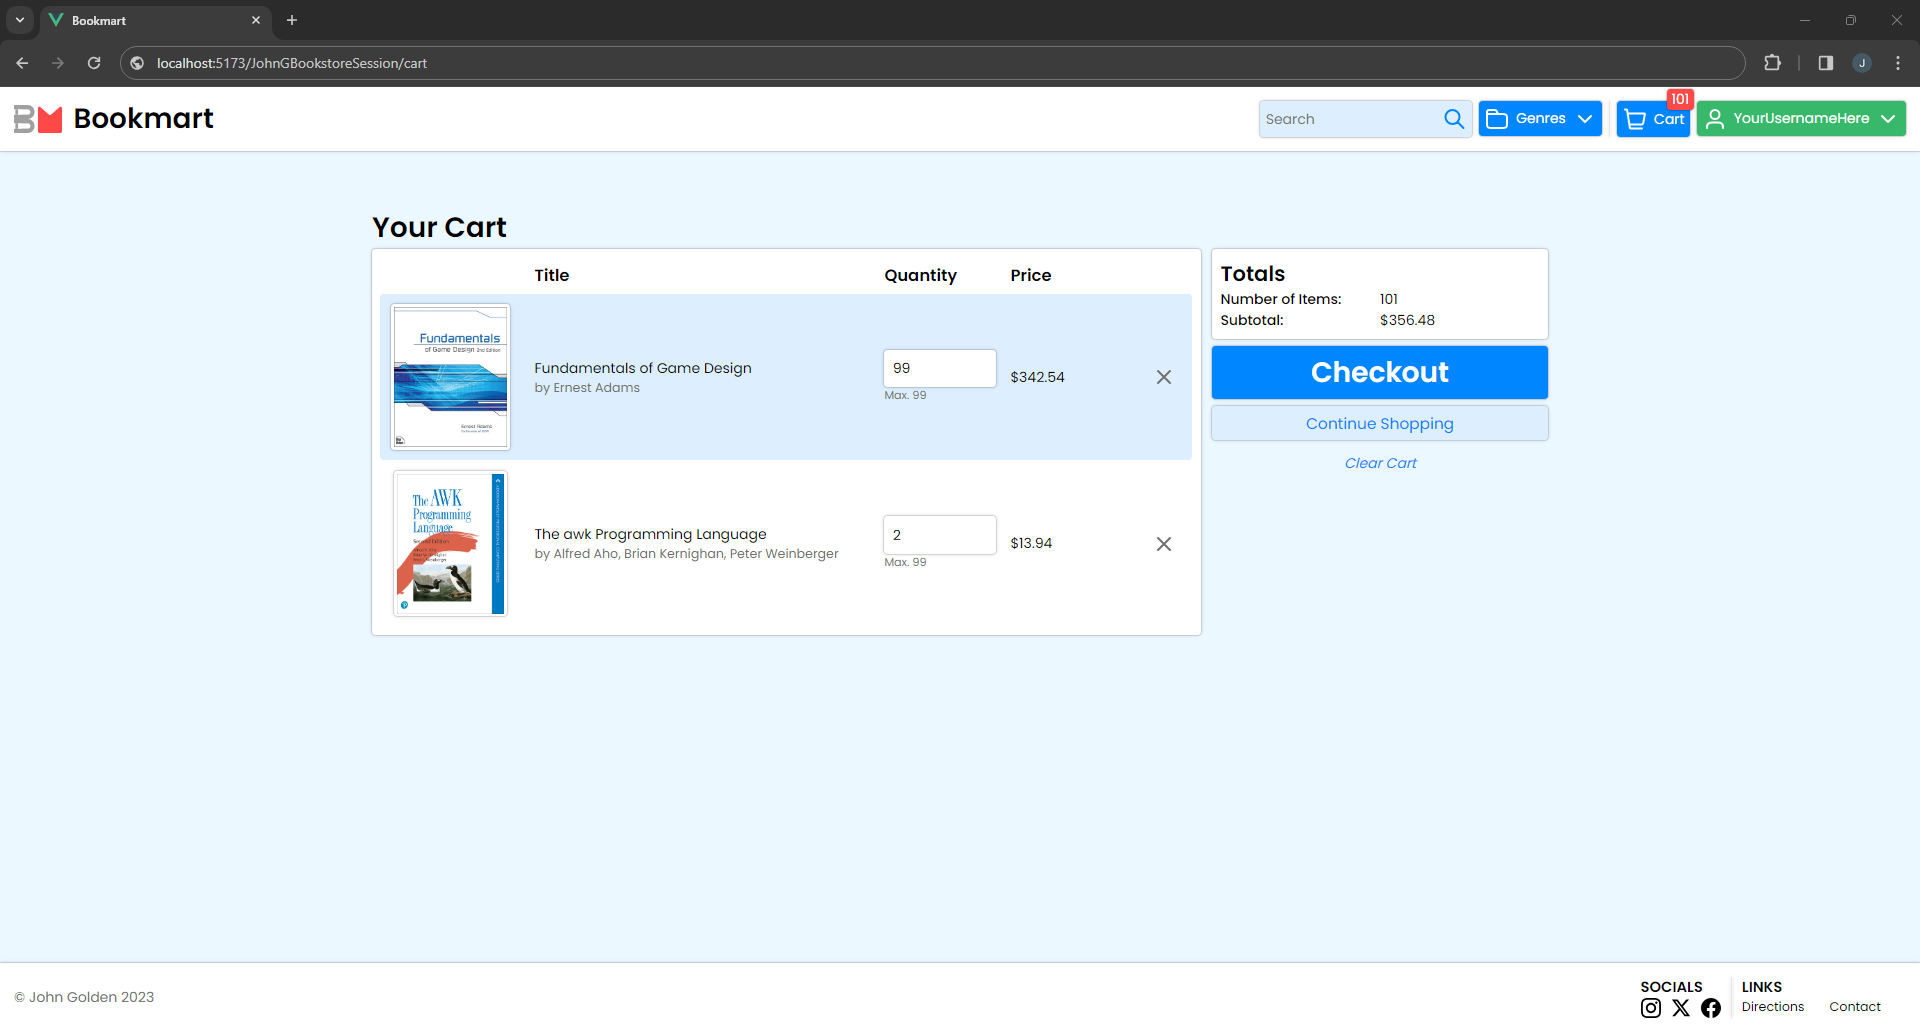 Bookmart
localhost:5173/JohnGBookstoreSession/cart
J
BM Bookmart
Search
Genres
Cart
101
YourUsernameHere
Your Cart
Title Quantity Price
Fundamentals
of Game Design 2nd Edition
Ernest Adams
Fundamentals of Game Design
by Ernest Adams
99
Max. 99
$342.54
The AWK
Programming
Language
Second Edition
The awk Programming Language
by Alfred Aho, Brian Kernighan, Peter Weinberger
2
Max. 99
$13.94
Totals
Number of Items: 101
Subtotal: $356.48
Checkout
Continue Shopping
Clear Cart
© John Golden 2023
SOCIALS
LINKS
Directions Contact